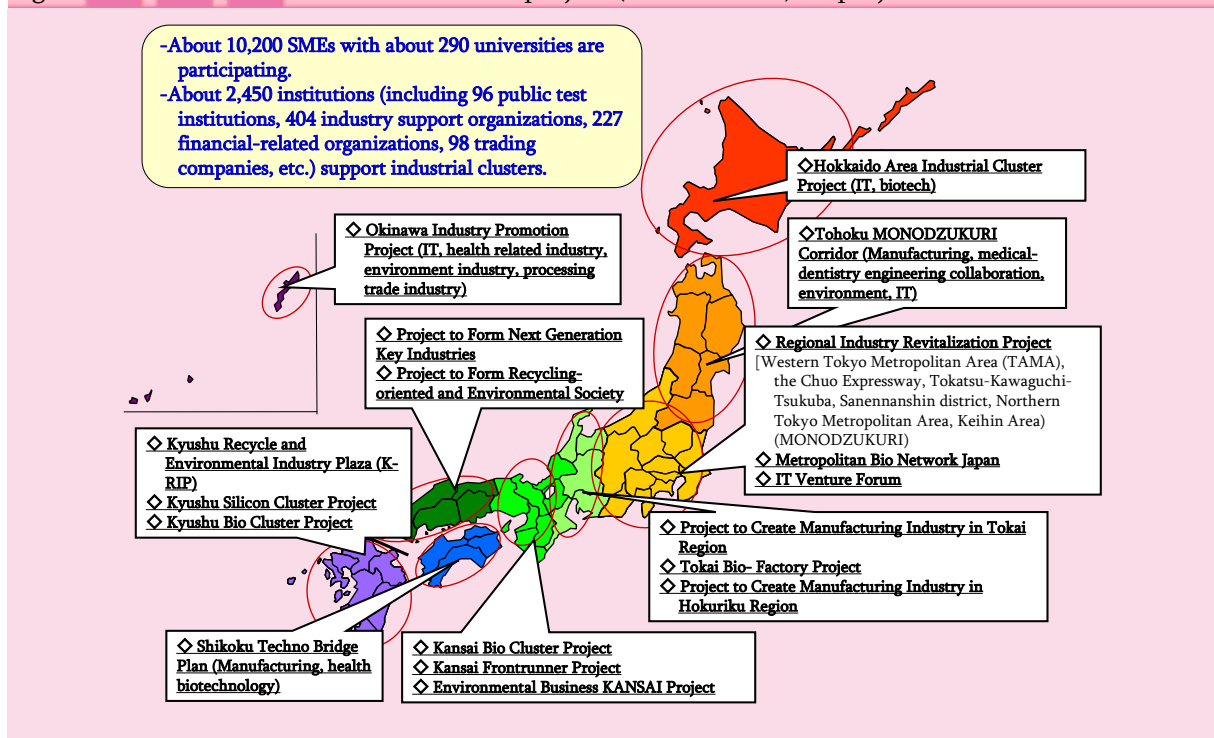 -About 10,200 SMEs with about 290 universities are
participating.
-About 2,450 institutions (including 96 public test
institutions, 404 industry support organizations, 227
financial-related organizations, 98 trading
companies, etc.) support industrial clusters.
◇Hokkaido Area Industrial Cluster
Project (IT, biotech)
◇ Okinawa Industry Promotion
Project (IT, health related industry,
environment industry, processing
trade industry)
◇Tohoku MONODZUKURI
Corridor (Manufacturing, medical-
dentistry engineering collaboration,
environment, IT)
◇ Project to Form Next Generation
Key Industries
◇ Project to Form Recycling-
oriented and Environmental Society
◇ Regional Industry Revitalization Project
[Western Tokyo Metropolitan Area (TAMA),
the Chuo Expressway, Tokatsu-Kawaguchi-
Tsukuba, Sanennanshin district, Northern
Tokyo Metropolitan Area, Keihin Area)
(MONODZUKURI)
◇ Metropolitan Bio Network Japan
◇ IT Venture Forum
◇ Kyushu Recycle and
Environmental Industry Plaza (K-
RIP)
◇ Kyushu Silicon Cluster Project
◇ Kyushu Bio Cluster Project
◇ Project to Create Manufacturing Industry in Tokai
Region
◇ Tokai Bio- Factory Project
◇ Project to Create Manufacturing Industry in
Hokuriku Region
◇ Shikoku Techno Bridge
Plan (Manufacturing, health
biotechnology)
◇ Kansai Bio Cluster Project
◇ Kansai Frontrunner Project
◇ Environmental Business KANSAI Project